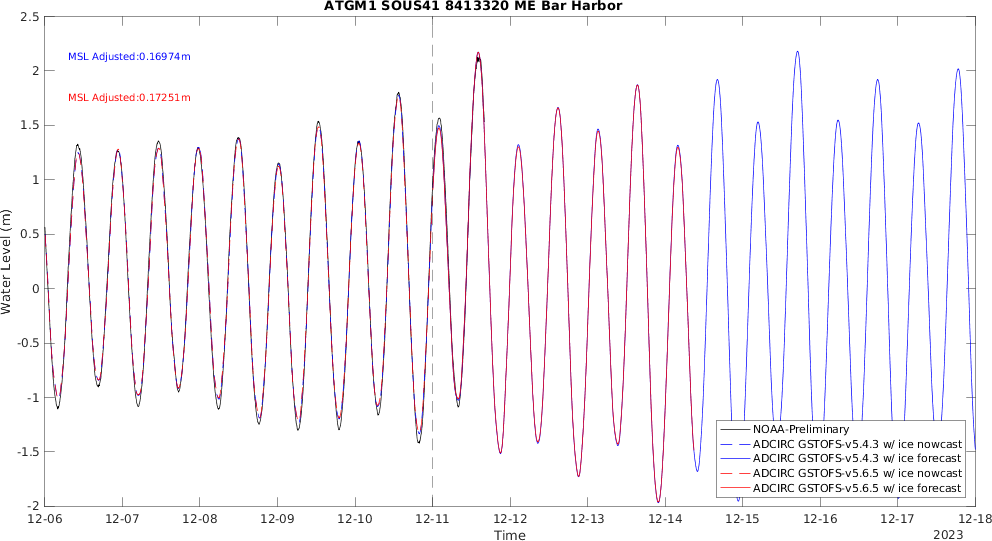 ATGM1 SOUS41 8413320 ME Bar Harbor
2.5
2
1.5
1
0.5
0
-0.5
-1
-1.5
-2
Water Level (m)
MSL Adjusted:0.16974m
MSL Adjusted:0.17251m
NOAA-Preliminary
ADCIRC GSTOFS-v5.4.3 w/ ice nowcast
ADCIRC GSTOFS-v5.4.3 w/ ice forecast
ADCIRC GSTOFS-v5.6.5 w/ ice nowcast
ADCIRC GSTOFS-v5.6.5 w/ ice forecast
12-06 12-07 12-08 12-09 12-10 12-11 12-12 12-13 12-14 12-15 12-16 12-17 12-18
Time
2023